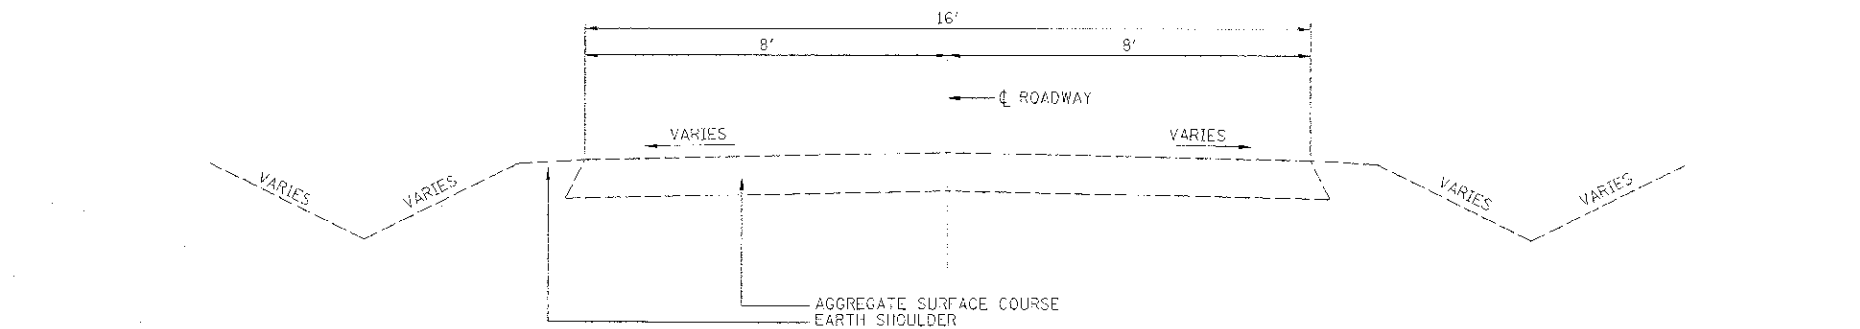 16'
8'
8'
℄ ROADWAY
VARIES
VARIES
VARIES
VARIES
VARIES
VARIES
AGGREGATE SURFACE COURSE
EARTH SHOULDER